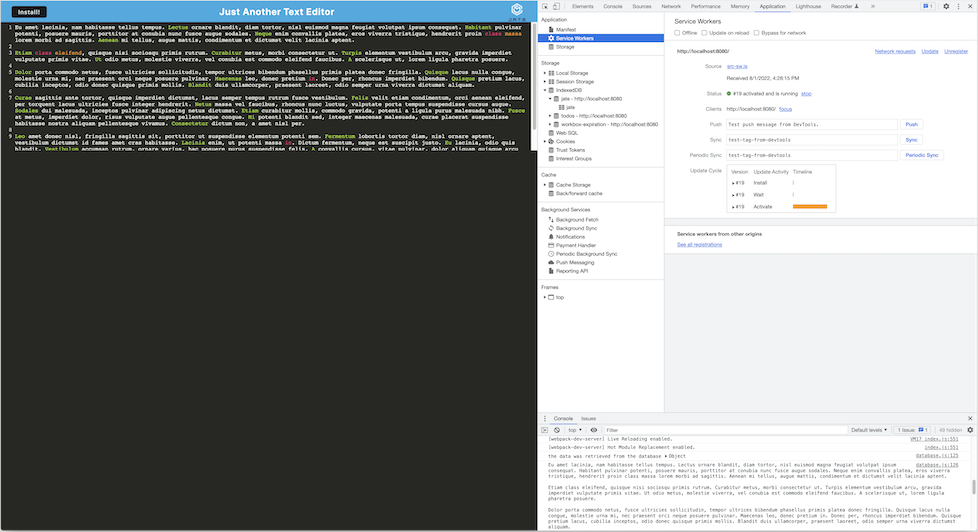 Install!
Just Another Text Editor
1 Eu amet lacinia, nam habitasse tellus tempus. Lectus ornare blandit, diam tortor, nisl euismod magna feugiat volutpat ipsum consequat. Habitant pulvinar
potenti, posuere mauris, porttitor at conubia nunc fusce augue sodales. Neque enim convallis platea, eros viverra tristique, hendrerit proin class massa
lorem morbi ad sagittis. Aenean mi tellus, augue mattis, condimentum et dictumst velit lacinia aptent.
2
3 Etiam class eleifend, quisque nisi sociosqu primis rutrum. Curabitur metus, morbi consectetur ut. Turpis elementum vestibulum arcu, gravida imperdiet
vulputate primis vitae. Ut odio metus, molestie viverra, vel conubia est commodo eleifend faucibus. A scelerisque ut, lorem ligula pharetra posuere.
4
5 Dolor porta commodo netus, fusce ultricies sollicitudin, tempor ultrices bibendum phasellus primis platea donec fringilla. Quisque lacus nulla congue,
molestie urna mi, nec praesent orci neque posuere pulvinar. Maecenas leo, donec pretium in. Donec per, rhoncus imperdiet bibendum. Quisque pretium lacus,
cubilia inceptos, odio donec quisque primis mollis. Blandit duis ullamcorper, praesent laoreet, odio semper urna viverra dictumst aliquam.
6
7 Curae sagittis ante tortor, quisque imperdiet dictumst, lacus semper tempus rutrum fusce vestibulum. Felis velit etiam condimentum, orci aenean eleifend,
per torquent lacus ultricies fusce integer hendrerit. Netus massa vel faucibus, rhoncus nunc luctus, vulputate porta tempus suspendisse cursus augue.
Sodales dui malesuada, inceptos pulvinar adipiscing netus dictumst. Etiam curabitur mollis, commodo gravida, potenti a ligula purus malesuada nibh. Fusce
at metus, imperdiet dolor, risus vulputate augue pellentesque congue. Mi potenti blandit sed, integer maecenas malesuada, curae placerat suspendisse
habitasse nostra aliquam pellentesque vivamus. Consectetur dictum non, a amet nisl per.
8
9 Leo amet donec nisl, fringilla sagittis sit, porttitor ut suspendisse elementum potenti sem. Fermentum lobortis tortor diam, nisl ornare aptent,
vestibulum dictumst id fames amet cras habitasse. Lacinia enim, ut potenti massa is. Dictum fermentum, neque est suscipit justo. Eu lacinia odio,
blandit. Vestibulum accumsan rutrum, ornare varius, hac posuere purus suspendisse felis. A convallis cursus, vitae pulvinar, dolor aliquam quisque arcu
Elements Console Sources Network Performance Memory Application Lighthouse Recorder » 1
Application
Manifest
Service Workers
Storage
Storage
Local Storage
Session Storage
IndexedDB
jate - http://localhost:8080
jate
todos - http://localhost:8080
workbox-expiration - http://localhost:8080
Web SQL
Cookies
Trust Tokens
Interest Groups
Cache
Cache Storage
Back/forward cache
Background Services
Background Fetch
Background Sync
Notifications
Payment Handler
Periodic Background Sync
Push Messaging
Reporting API
Frames
top
Service Workers
Offline Update on reload Bypass for network
http://localhost:8080/ Network requests Update Unregister
Source src-sw.js
Received 8/1/2022, 4:26:15 PM
Status #19 activated and is running stop
Clients http://localhost:8080/ focus
Push Test push message from DevTools. Push
Sync test-tag-from-devtools Sync
Periodic Sync test-tag-from-devtools Periodic Sync
Update Cycle Version Update Activity Timeline
#19 Install
#19 Wait
#19 Activate
Service workers from other origins
See all registrations
Console Issues
top Filter Default levels 1 Issue: 1 49 hidden
[webpack-dev-server] Live Reloading enabled. VM17 index.js:551
[webpack-dev-server] Hot Module Replacement enabled. index.js:551
the data was retrieved from the database Object database.js:125
Eu amet lacinia, nam habitasse tellus tempus. Lectus ornare blandit, diam tortor, nisl euismod magna feugiat volutpat ipsum database.js:126
consequat. Habitant pulvinar potenti, posuere mauris, porttitor at conubia nunc fusce augue sodales. Neque enim convallis platea, eros viverra
tristique, hendrerit proin class massa lorem morbi ad sagittis. Aenean mi tellus, augue mattis, condimentum et dictumst velit lacinia aptent.
Etiam class eleifend, quisque nisi sociosqu primis rutrum. Curabitur metus, morbi consectetur ut. Turpis elementum vestibulum arcu, gravida
imperdiet vulputate primis vitae. Ut odio metus, molestie viverra, vel conubia est commodo eleifend faucibus. A scelerisque ut, lorem ligula
pharetra posuere.
Dolor porta commodo netus, fusce ultricies sollicitudin, tempor ultrices bibendum phasellus primis platea donec fringilla. Quisque lacus nulla
congue, molestie urna mi, nec praesent orci neque posuere pulvinar. Maecenas leo, donec pretium in. Donec per, rhoncus imperdiet bibendum. Quisque
pretium lacus, cubilia inceptos, odio donec quisque primis mollis. Blandit duis ullamcorper, praesent laoreet, odio semper urna viverra dictumst
aliquam.